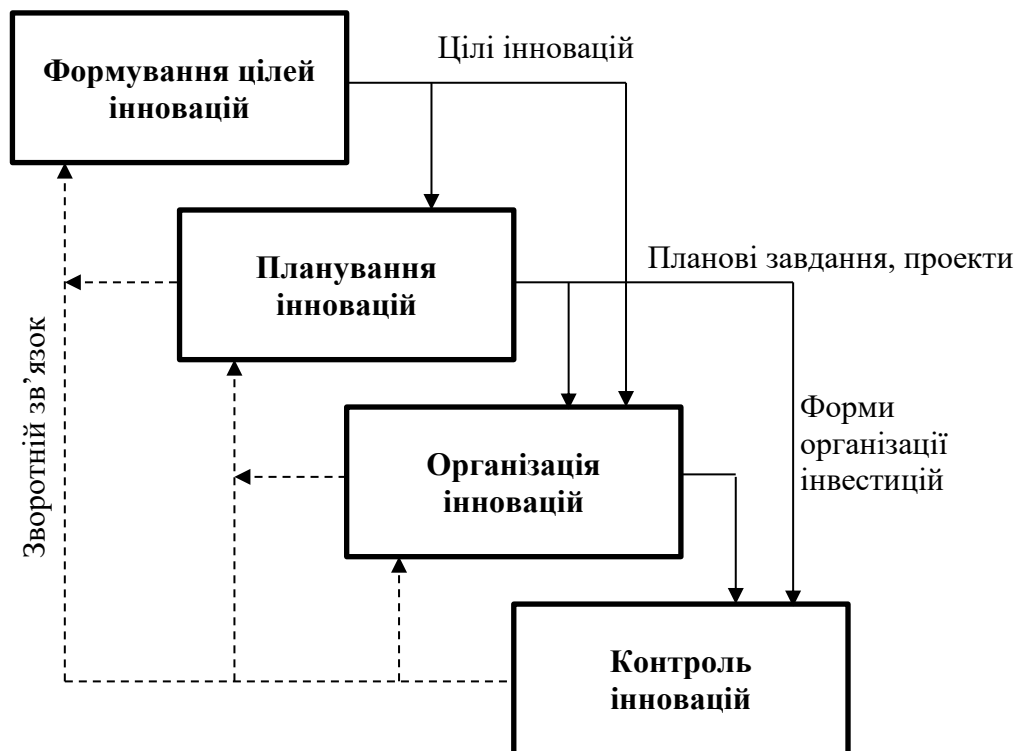 Цілі інновацій
Формування цілей
інновацій
Планування
інновацій
Планові завдання, проекти
Зворотній зв’язок
Форми
організації
інвестицій
Організація
інновацій
Контроль
інновацій